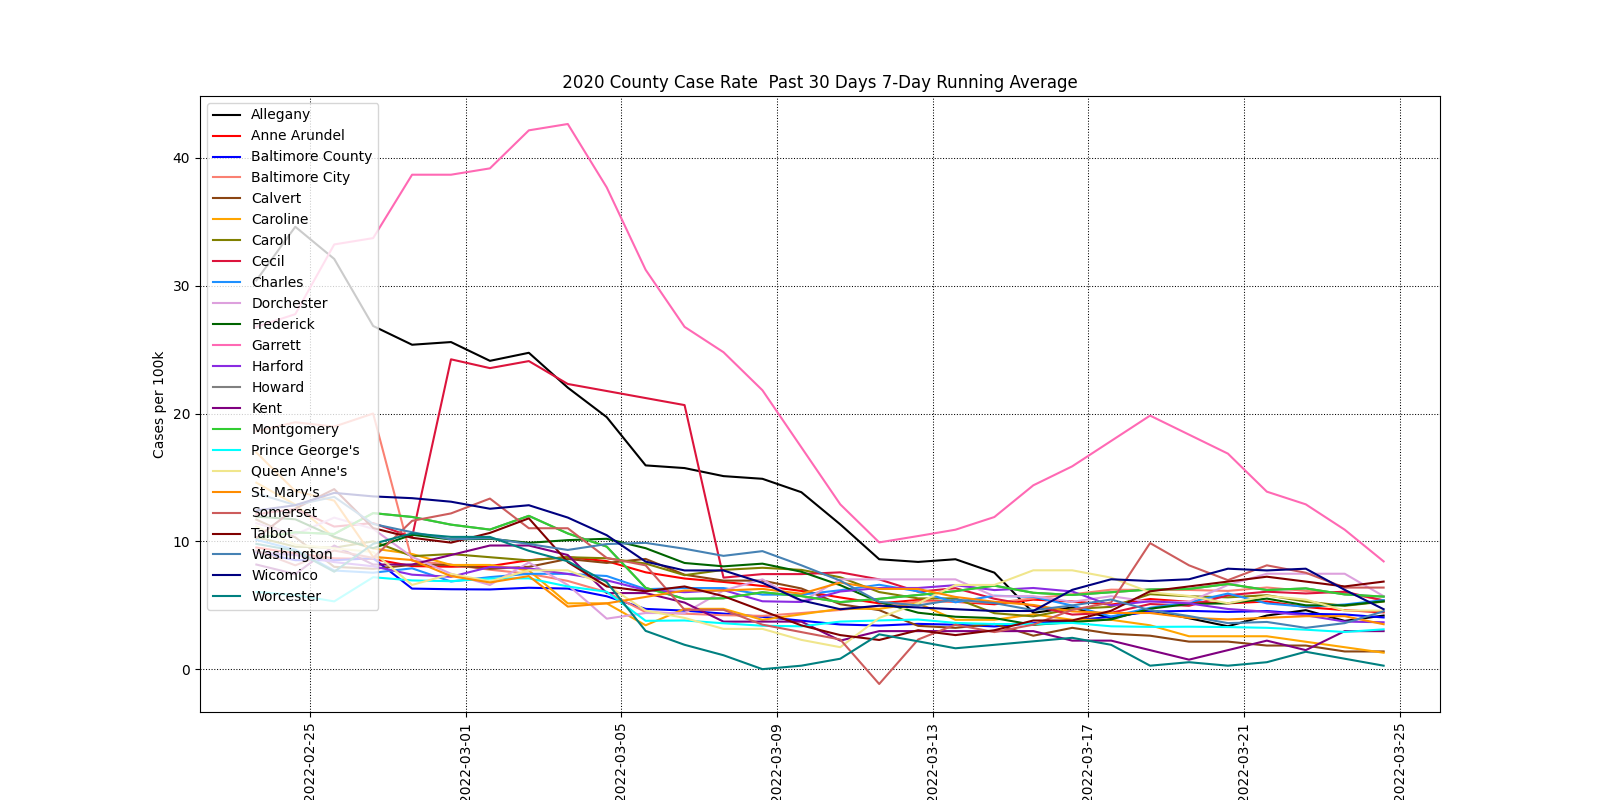 2020 County Case Rate  Past 30 Days 7-Day Running Average
Cases per 100k
40
30
20
10
0
Allegany
Anne Arundel
Baltimore County
Baltimore City
Calvert
Caroline
Caroll
Cecil
Charles
Dorchester
Frederick
Garrett
Harford
Howard
Kent
Montgomery
Prince George's
Queen Anne's
St. Mary's
Somerset
Talbot
Washington
Wicomico
Worcester
2022-02-25
2022-03-01
2022-03-05
2022-03-09
2022-03-13
2022-03-17
2022-03-21
2022-03-25